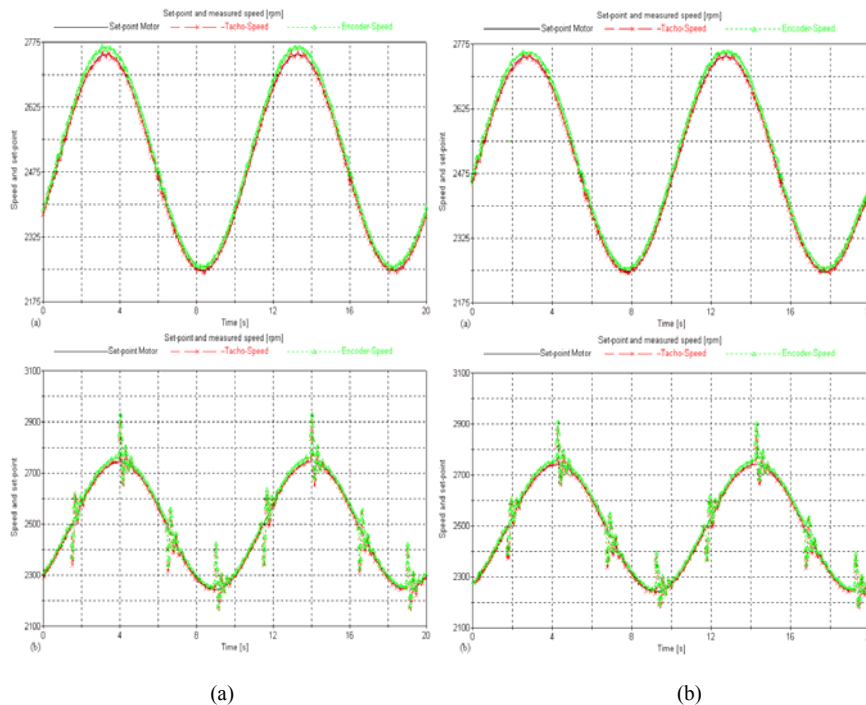 Set-point and measured speed [rpm]
Set-point Motor Tacho-Speed Encoder-Speed
Speed and set-point
2775
2625
2475
2325
2175
0 4 8 12 16 20
(a) Time [s]
Set-point and measured speed [rpm]
Set-point Motor Tacho-Speed Encoder-Speed
Speed and set-point
2775
2625
2475
2325
2175
0 4 8 12 16 20
(a) Time [s]
Set-point and measured speed [rpm]
Set-point Motor Tacho-Speed Encoder-Speed
Speed and set-point
3100
2900
2700
2500
2300
2100
0 4 8 12 16 20
(b) Time [s]
Set-point and measured speed [rpm]
Set-point Motor Tacho-Speed Encoder-Speed
Speed and set-point
3100
2900
2700
2500
2300
2100
0 4 8 12 16
(b) Time [s]
(a) (b)